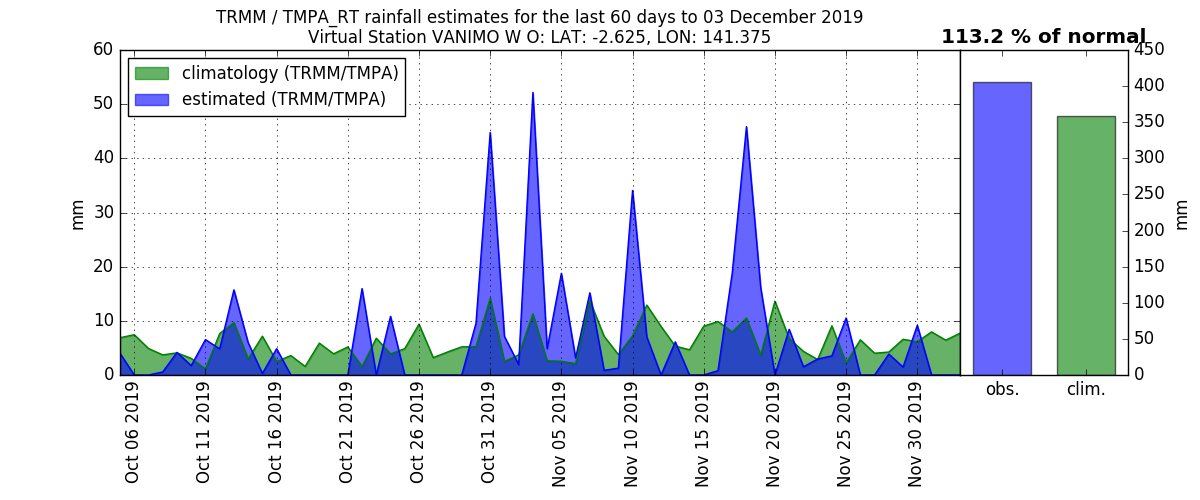 TRMM / TMPA_RT rainfall estimates for the last 60 days to 03 December 2019
Virtual Station VANIMO W O: LAT: -2.625, LON: 141.375
113.2 % of normal
climatology (TRMM/TMPA)
estimated (TRMM/TMPA)
60
50
40
30
20
10
0
mm
450
400
350
300
250
200
150
100
50
0
mm
obs.
clim.
Oct 06 2019
Oct 11 2019
Oct 16 2019
Oct 21 2019
Oct 26 2019
Oct 31 2019
Nov 05 2019
Nov 10 2019
Nov 15 2019
Nov 20 2019
Nov 25 2019
Nov 30 2019